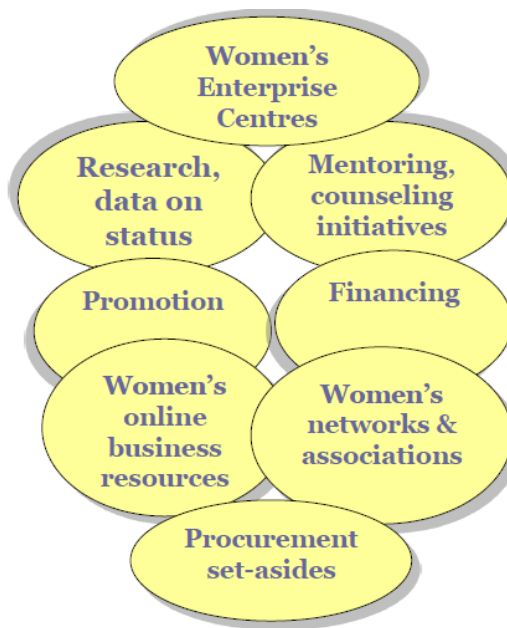 Women’s
Enterprise
Centres
Research,
data on
status
Mentoring,
counseling
initiatives
Promotion
Financing
Women’s
online
business
resources
Women’s
networks &
associations
Procurement
set-asides